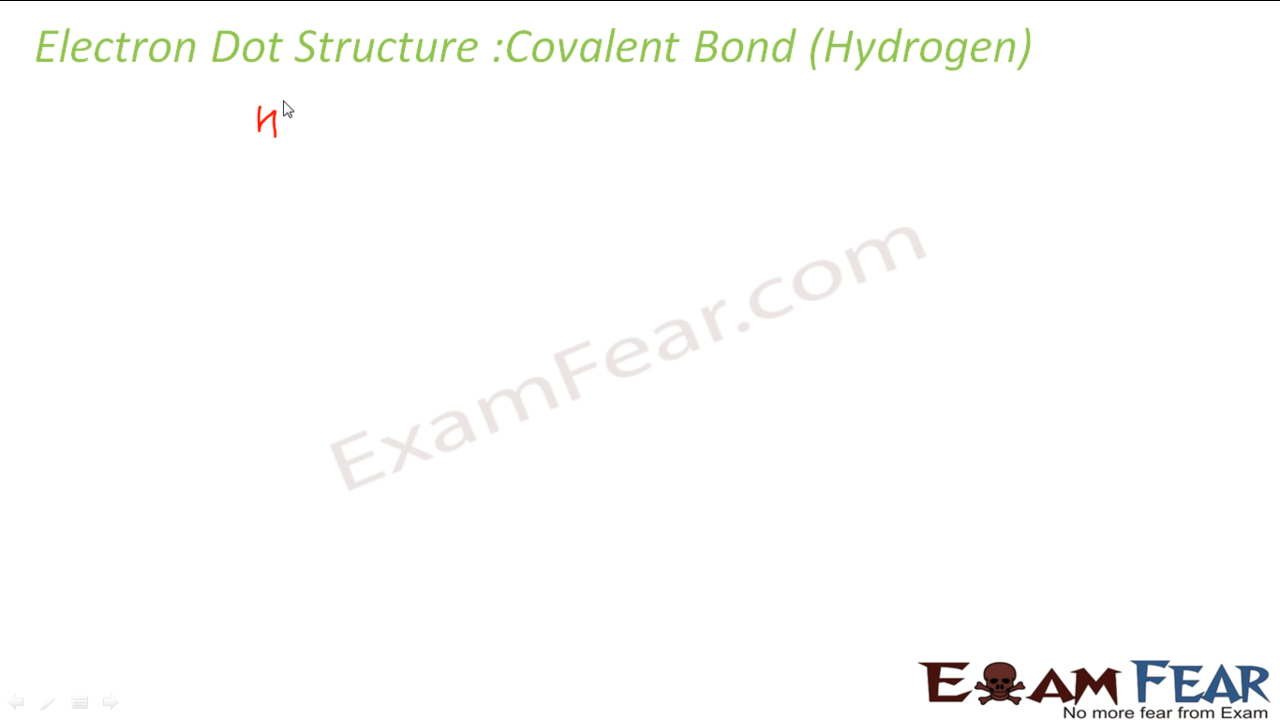 Electron Dot Structure :Covalent Bond (Hydrogen)
H
ExamFear.com
EXAM FEAR
No more fear from Exam